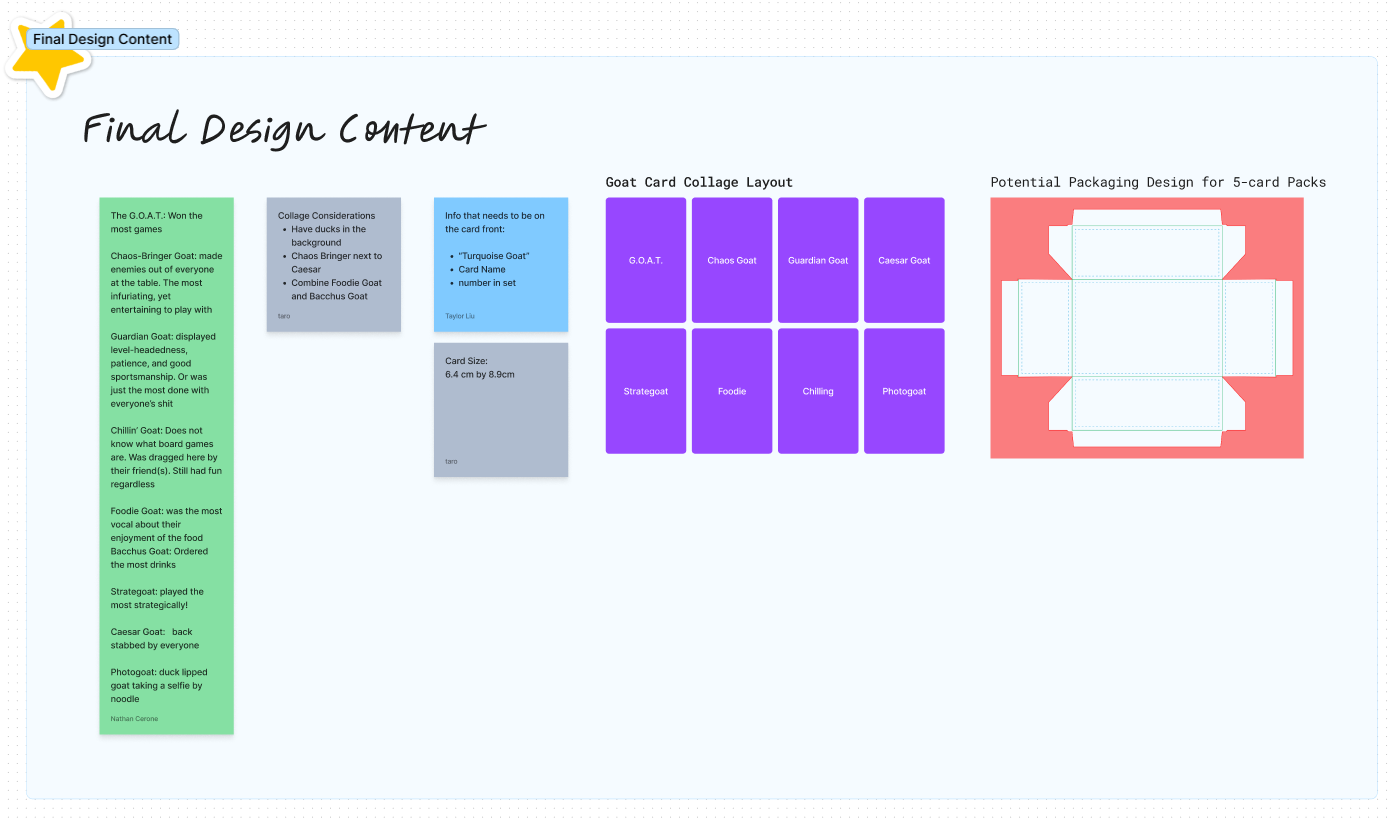 Final Design Content
Final Design Content
The G.O.A.T.: Won the
most games
Chaos-Bringer Goat: made
enemies out of everyone
at the table. The most
infuriating, yet
entertaining to play with
Guardian Goat: displayed
level-headedness,
patience, and good
sportsmanship. Or was
just the most done with
everyone's shit
Chillin' Goat: Does not
know what board games
are. Was dragged here by
their friend(s). Still had fun
regardless
Foodie Goat: was the most
vocal about their
enjoyment of the food
Bacchus Goat: Ordered
the most drinks
Strategoat: played the
most strategically!
Caesar Goat: back
stabbed by everyone
Photogoat: duck lipped
goat taking a selfie by
noodle
Nathan Cerone
Collage Considerations
• Have ducks in the
background
• Chaos Bringer next to
Caesar
• Combine Foodie Goat
and Bacchus Goat
taro
Info that needs to be on
the card front:
• "Turquoise Goat"
• Card Name
• number in set
Taylor Liu
Card Size:
6.4 cm by 8.9cm
taro
Goat Card Collage Layout
G.O.A.T.
Chaos Goat
Guardian Goat
Caesar Goat
Strategoat
Foodie
Chilling
Photogoat
Potential Packaging Design for 5-card Packs